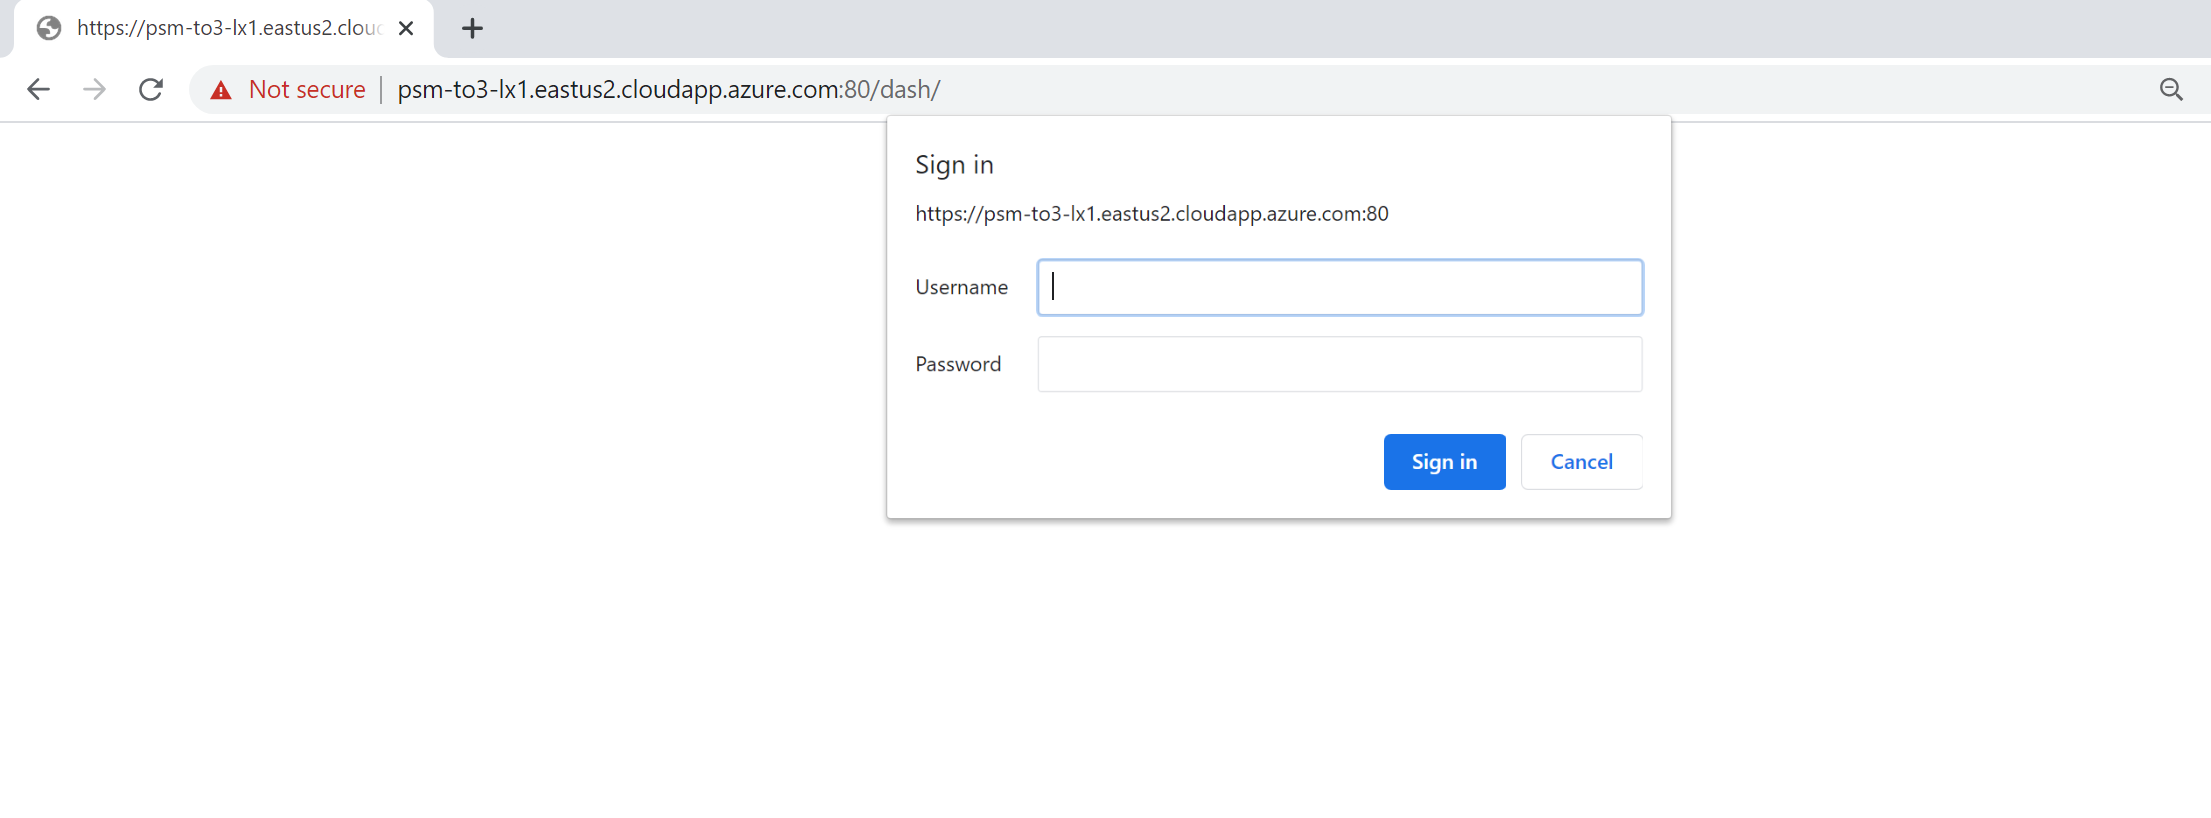 https://psm-to3-lx1.eastus2.clouc
Not secure psm-to3-lx1.eastus2.cloudapp.azure.com:80/dash/
Sign in
https://psm-to3-lx1.eastus2.cloudapp.azure.com:80
Username
Password
Sign in Cancel